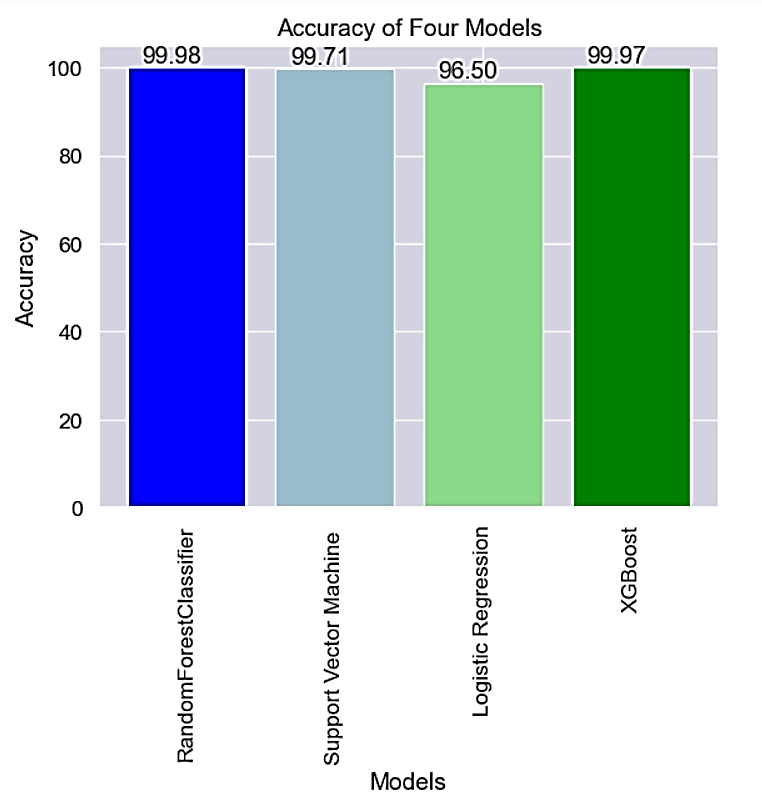 Accuracy of Four Models
99.98
99.71
96.50
99.97
100
80
60
40
20
0
Accuracy
RandomForestClassifier
Support Vector Machine
Logistic Regression
XGBoost
Models